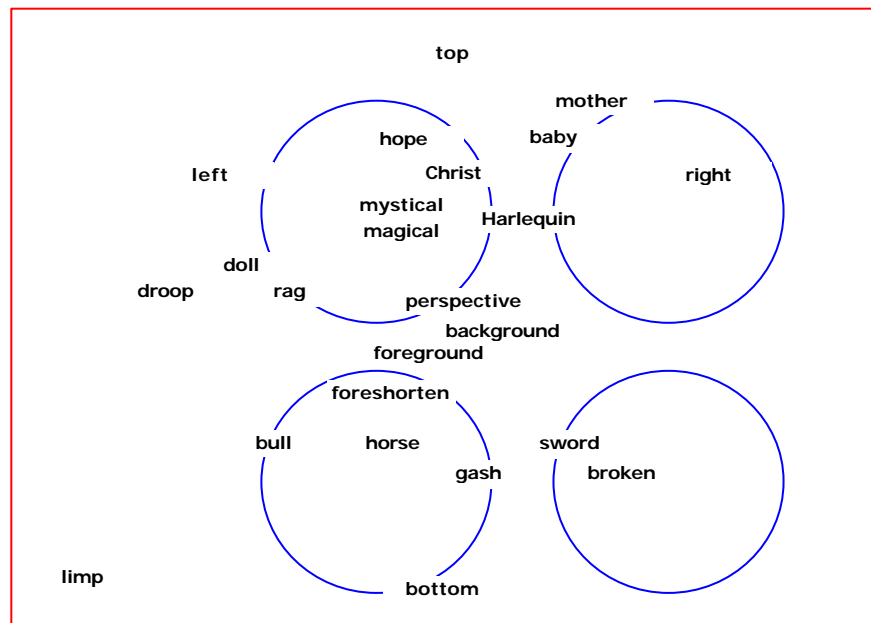 top
mother
hope
baby
left
Christ
right
mystical
Harlequin
magical
doll
droop
rag
perspective
background
foreground
foreshorten
bull
horse
sword
gash
broken
limp
bottom